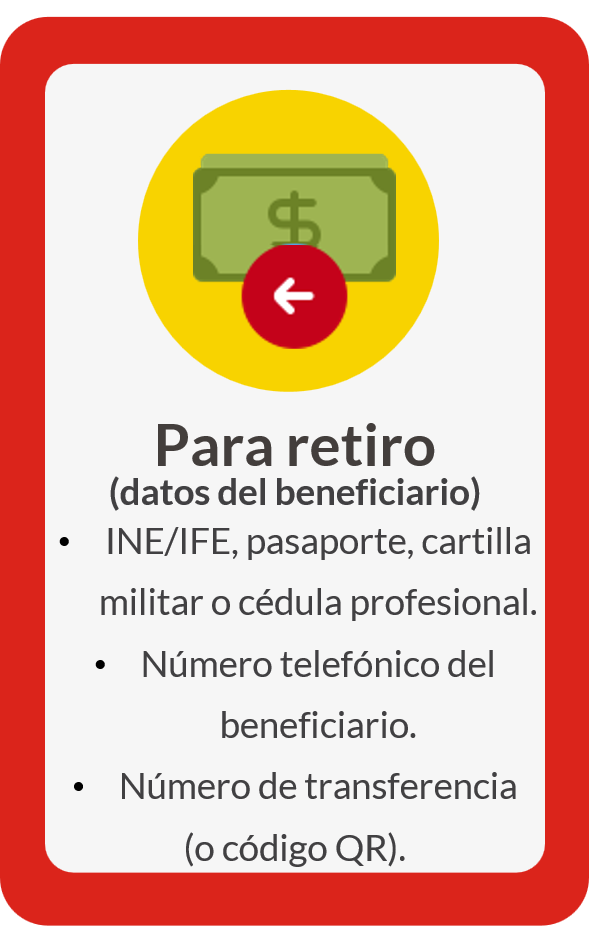 $
Para retiro
(datos del beneficiario)
• INE/IFE, pasaporte, cartilla
militar o cédula profesional.
• Número telefónico del
beneficiario.
• Número de transferencia
(o código QR).